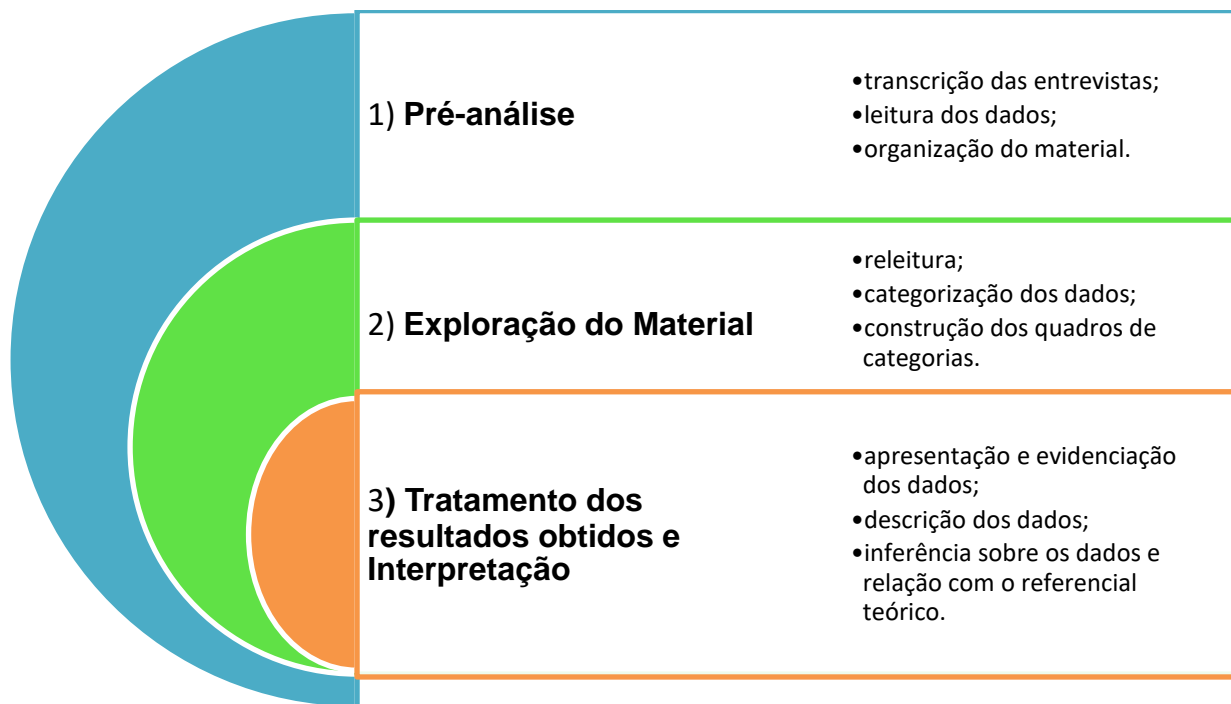 1) Pré-análise
•transcrição das entrevistas;
•leitura dos dados;
•organização do material.
2) Exploração do Material
•releitura;
•categorização dos dados;
•construção dos quadros de
categorias.
3) Tratamento dos
resultados obtidos e
Interpretação
•apresentação e evidenciação
dos dados;
•descrição dos dados;
•inferência sobre os dados e
relação com o referencial
teórico.